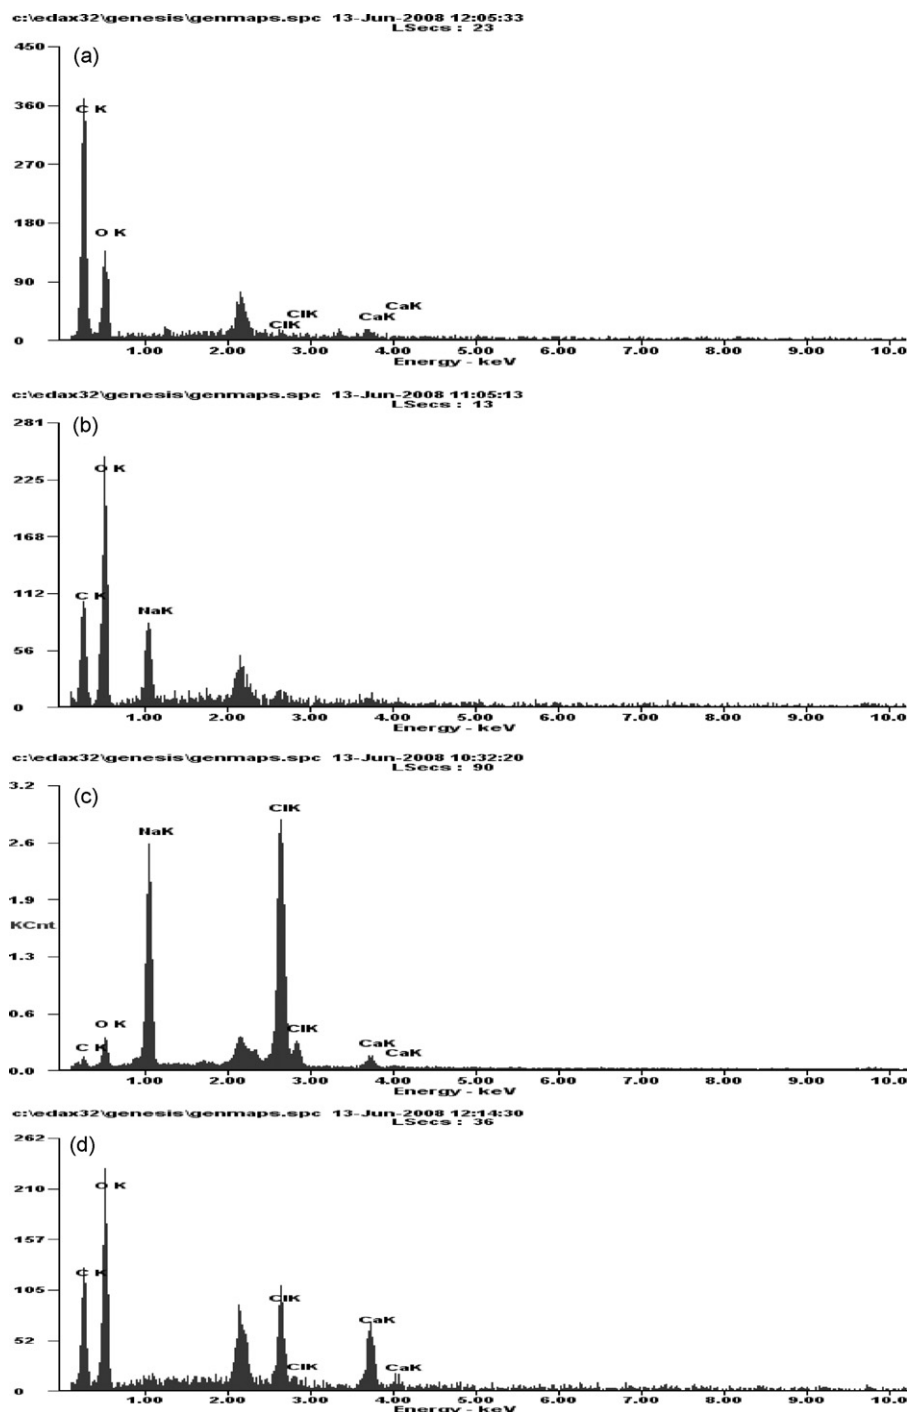 c:\edax32\genesis\genmaps.spc 13-Jun-2008 12:05:33
LSecs : 23
450
(a)
360
C K
270
180
O K
90
ClK
ClK
CaK
CaK
0
1.00 2.00 3.00 4.00 5.00 6.00 7.00 8.00 9.00 10.0
Energy - keV
c:\edax32\genesis\genmaps.spc 13-Jun-2008 11:05:13
LSecs : 13
281
(b)
225
O K
168
112
C K
NaK
56
0
1.00 2.00 3.00 4.00 5.00 6.00 7.00 8.00 9.00 10.0
Energy - keV
c:\edax32\genesis\genmaps.spc 13-Jun-2008 10:32:20
LSecs : 90
3.2
(c)
ClK
NaK
2.6
1.9
KCnt
1.3
0.6
O K
C K
ClK
CaK
CaK
0.0
1.00 2.00 3.00 4.00 5.00 6.00 7.00 8.00 9.00 10.0
Energy - keV
c:\edax32\genesis\genmaps.spc 13-Jun-2008 12:14:30
LSecs : 36
262
(d)
210
O K
157
C K
105
ClK
CaK
52
ClK
CaK
0
1.00 2.00 3.00 4.00 5.00 6.00 7.00 8.00 9.00 10.0
Energy - keV